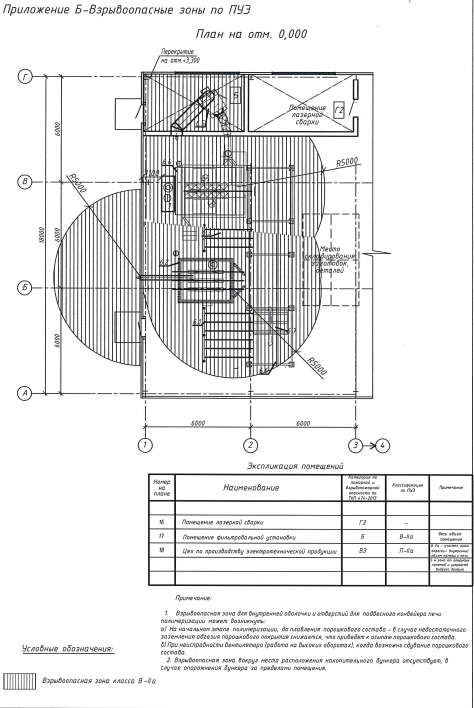 Приложение Б-Взрывоопасные зоны по ПУЭ
План на отм. 0,000
Перекрытие
на отм.+3,300
Г
Б
Помещение
лазерной
сварки
Г2
6000
В
R5000
R5000
18000
6000
Место
складирования
заготовок,
деталей
6.2
Б
6.1
6000
R5000
А
6000
6000
1
2
3
4
Экспликация помещений
Номер
на
плане
Наименование
Категория по
пожарной и
взрывопожарной
опасности по
ТКП 474-2013
Классификация
по ПУЭ
Примечание
16 Помещение лазерной сварки Г2 -
17 Помещение фильтровальной установки Б В-IIа Весь объем
помещения
18 Цех по производству электротехнической продукции В3 П-IIа
Примечание:
1. Взрывоопасная зона для внутренней оболочки и отверстий для подвесного конвейера печи
полимеризации может возникнуть:
а) На начальном этапе полимеризации, до плавления порошкового состава - в случае недостаточного
заземления адгезия порошкового покрытия снижается, что приведет к осыпаю порошкового состава.
б) При неисправности вентилятора (работа на высоких оборотах), когда возможно сдувание порошкового
состава.
2. Взрывоопасная зона вокруг места расположения накопительного бункера отсутствует, в
случае опорожнения бункера за пределами помещения.
Условные обозначения:
Взрывоопасная зона класса В-IIа